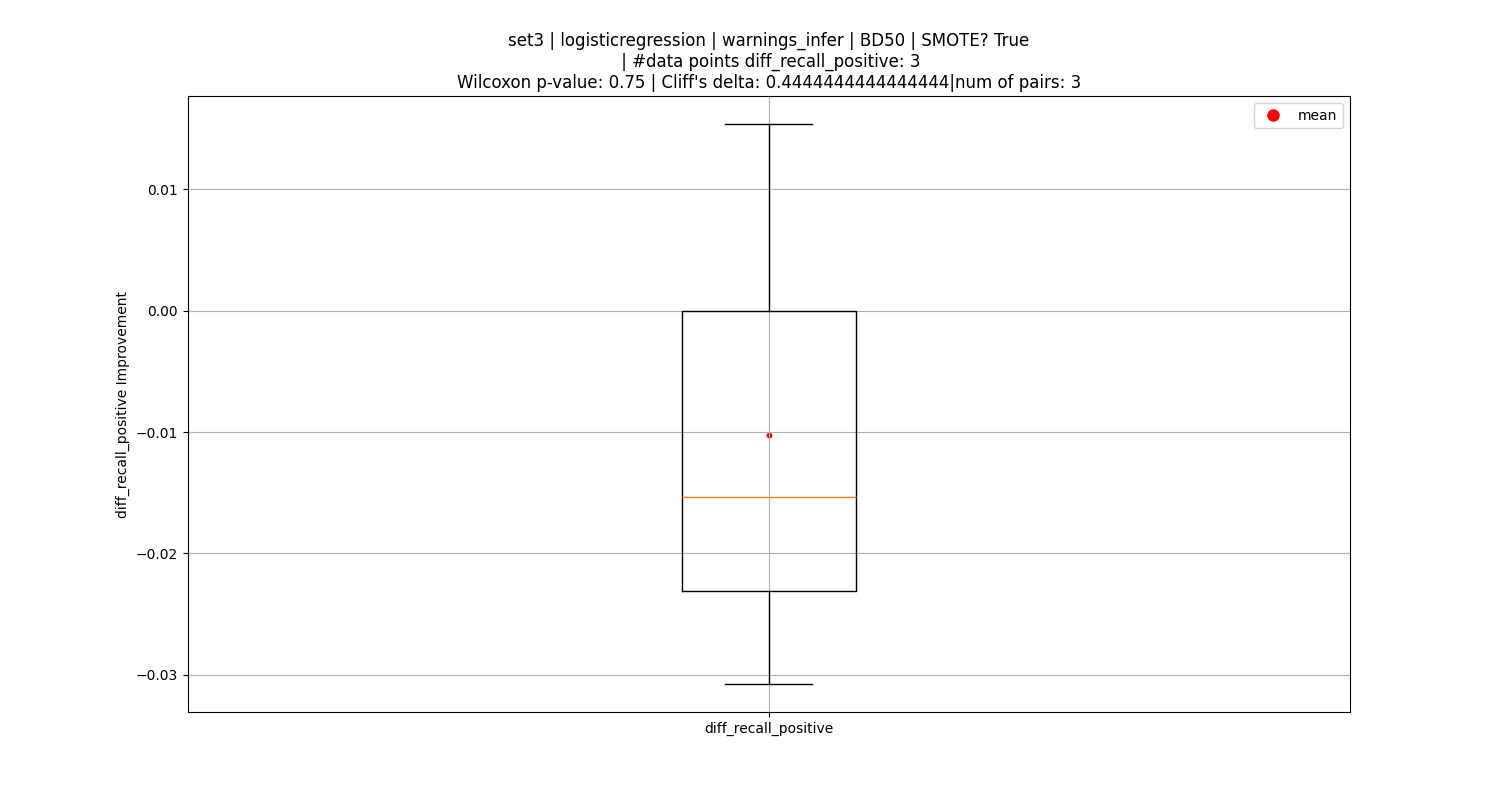 set3 | logisticregression | warnings_infer | BD50 | SMOTE? True
| #data points diff_recall_positive: 3
Wilcoxon p-value: 0.75 | Cliff's delta: 0.4444444444444444|num of pairs: 3
mean
0.01
0.00
−0.01
−0.02
−0.03
diff_recall_positive Improvement
diff_recall_positive